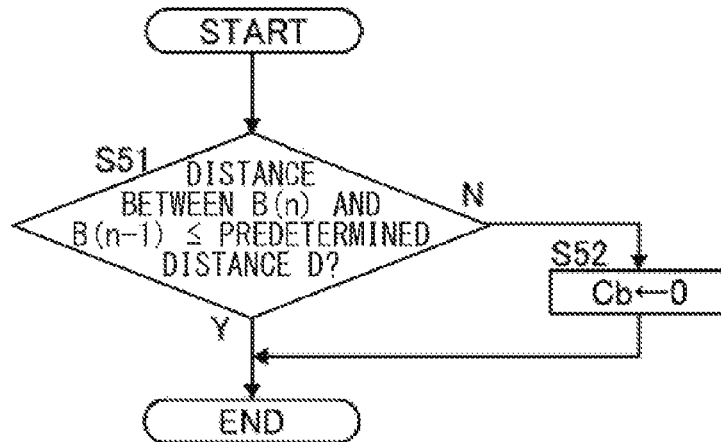 START
S51
DISTANCE
BETWEEN B(n) AND
B(n-1) ≤ PREDETERMINED
DISTANCE D?
N
S52
Cb←0
Y
END